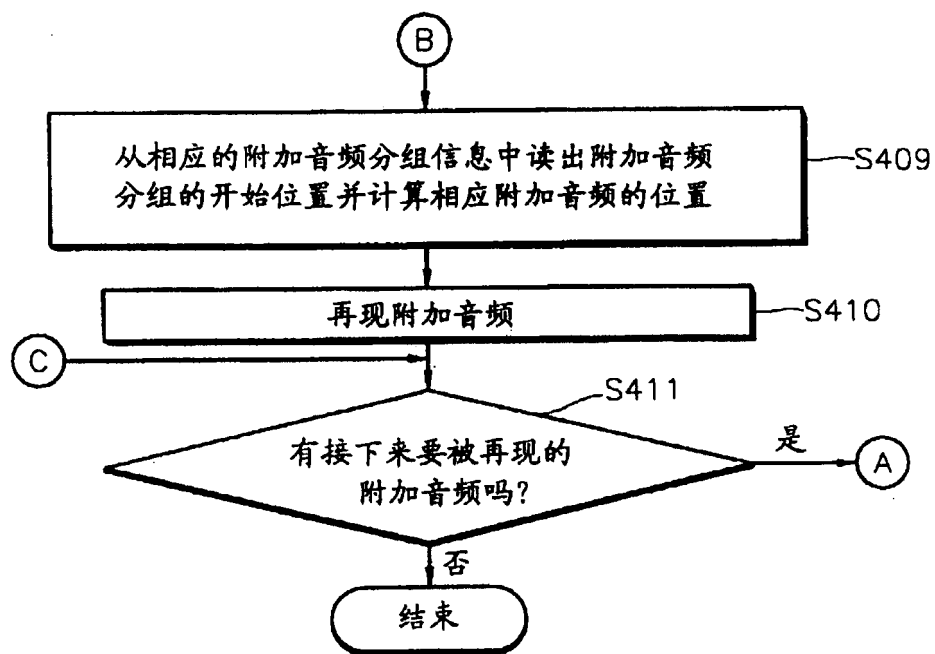 B
从相应的附加音频分组信息中读出附加音频
分组的开始位置并计算相应附加音频的位置
S409
再现附加音频
S410
C
S411
有接下来要被再现的
附加音频吗?
是
A
否
结束